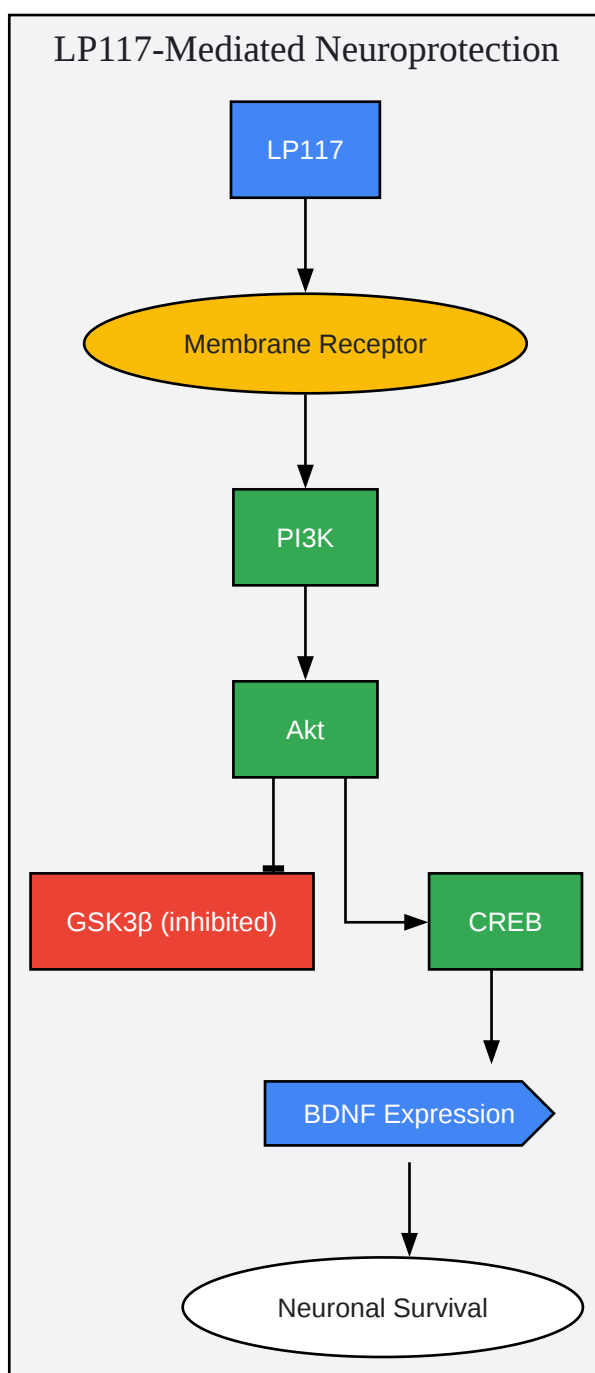 LP117-Mediated Neuroprotection
LP117
Membrane Receptor
PI3K
Akt
GSK3β (inhibited)
CREB
BDNF Expression
Neuronal Survival